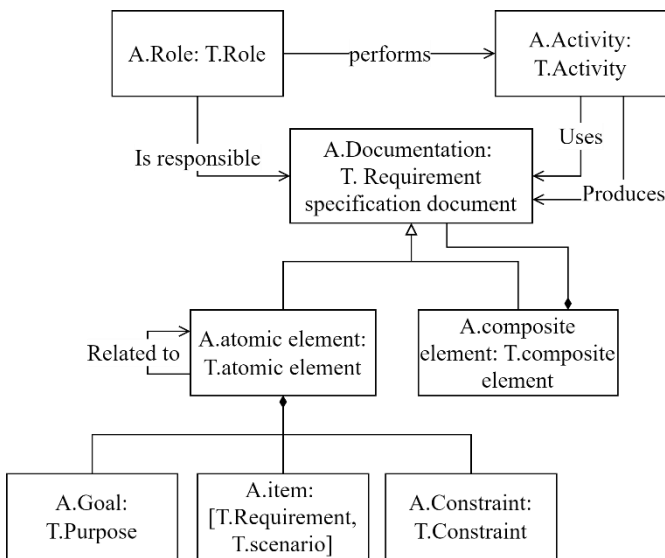 A.Role: T.Role
performs
A.Activity:
T.Activity
Is responsible
A.Documentation:
T. Requirement
specification document
Uses
Produces
Related to
A.atomic element:
T.atomic element
A.composite
element: T.composite
element
A.Goal:
T.Purpose
A.item:
[T.Requirement,
T.scenario]
A.Constraint:
T.Constraint